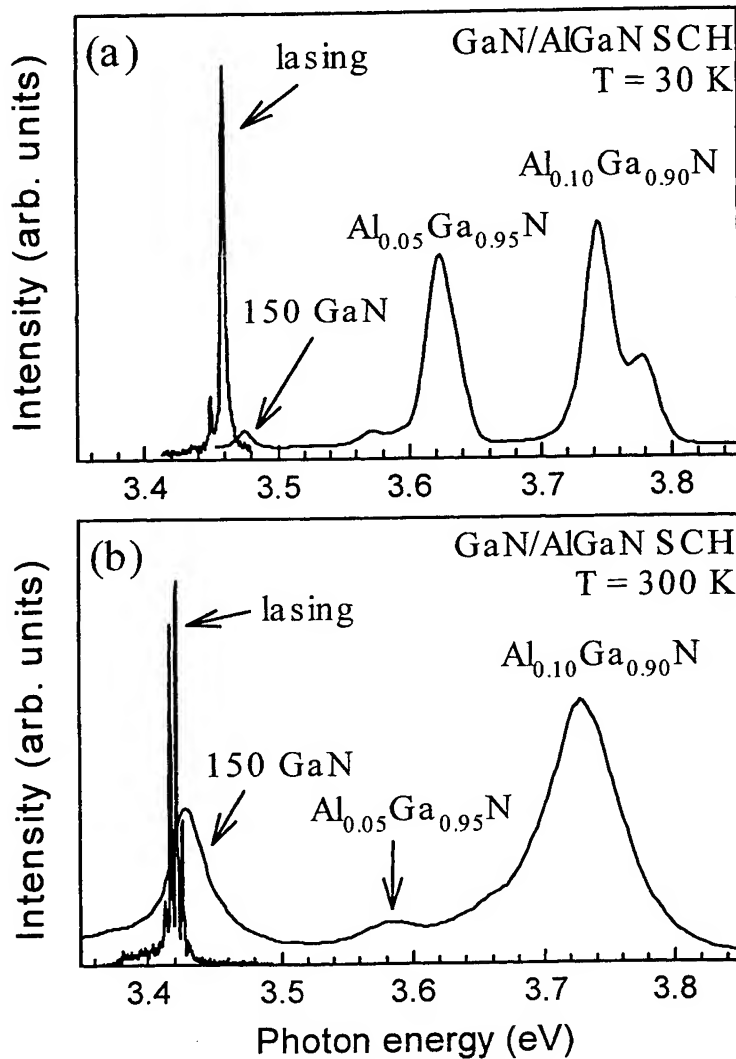 (a)
GaN/AlGaN SCH
T = 30 K
lasing
Al0.10Ga0.90N
Al0.05Ga0.95N
150 GaN
Intensity (arb. units)
3.4 3.5 3.6 3.7 3.8
(b)
GaN/AlGaN SCH
T = 300 K
lasing
Al0.10Ga0.90N
150 GaN
Al0.05Ga0.95N
Intensity (arb. units)
3.4 3.5 3.6 3.7 3.8
Photon energy (eV)